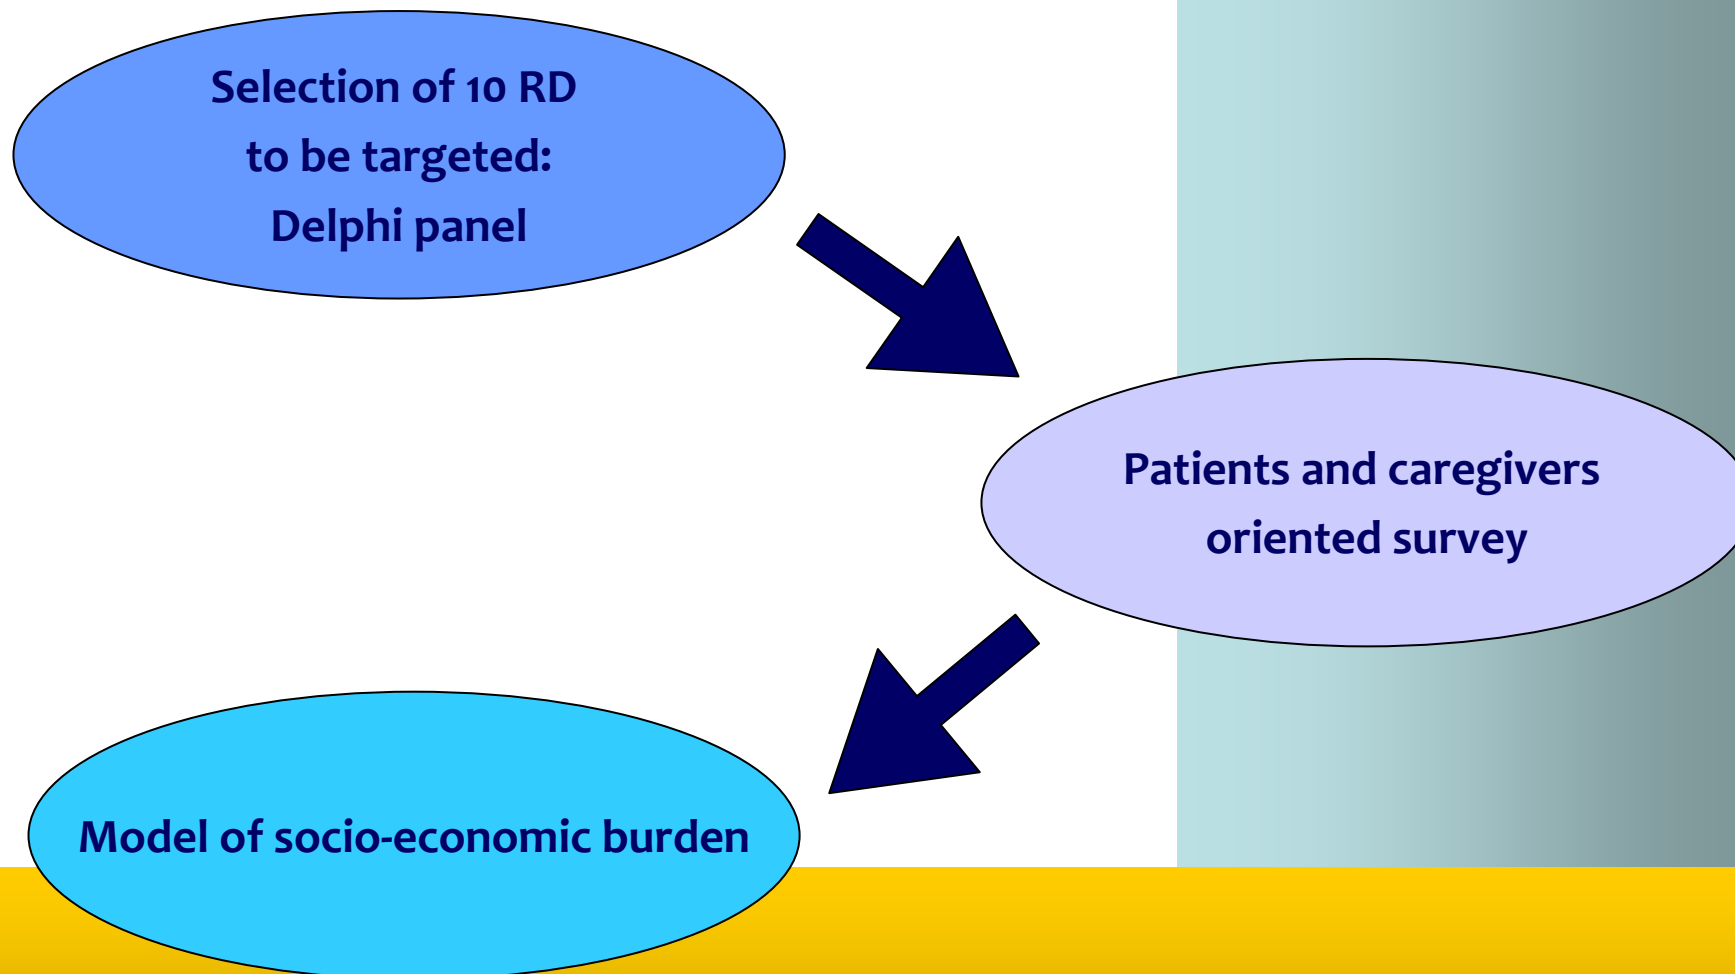 Selection of 10 RD
to be targeted:
Delphi panel
Patients and caregivers
oriented survey
Model of socio-economic burden